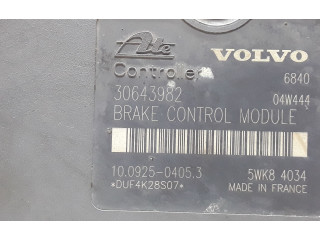 Ate VOLVO
Controller 6840
30643982 04W444
BRAKE CONTROL MODULE
10.0925-0405.3 5WK8 4034
*DUF4K28S07* MADE IN FRANCE